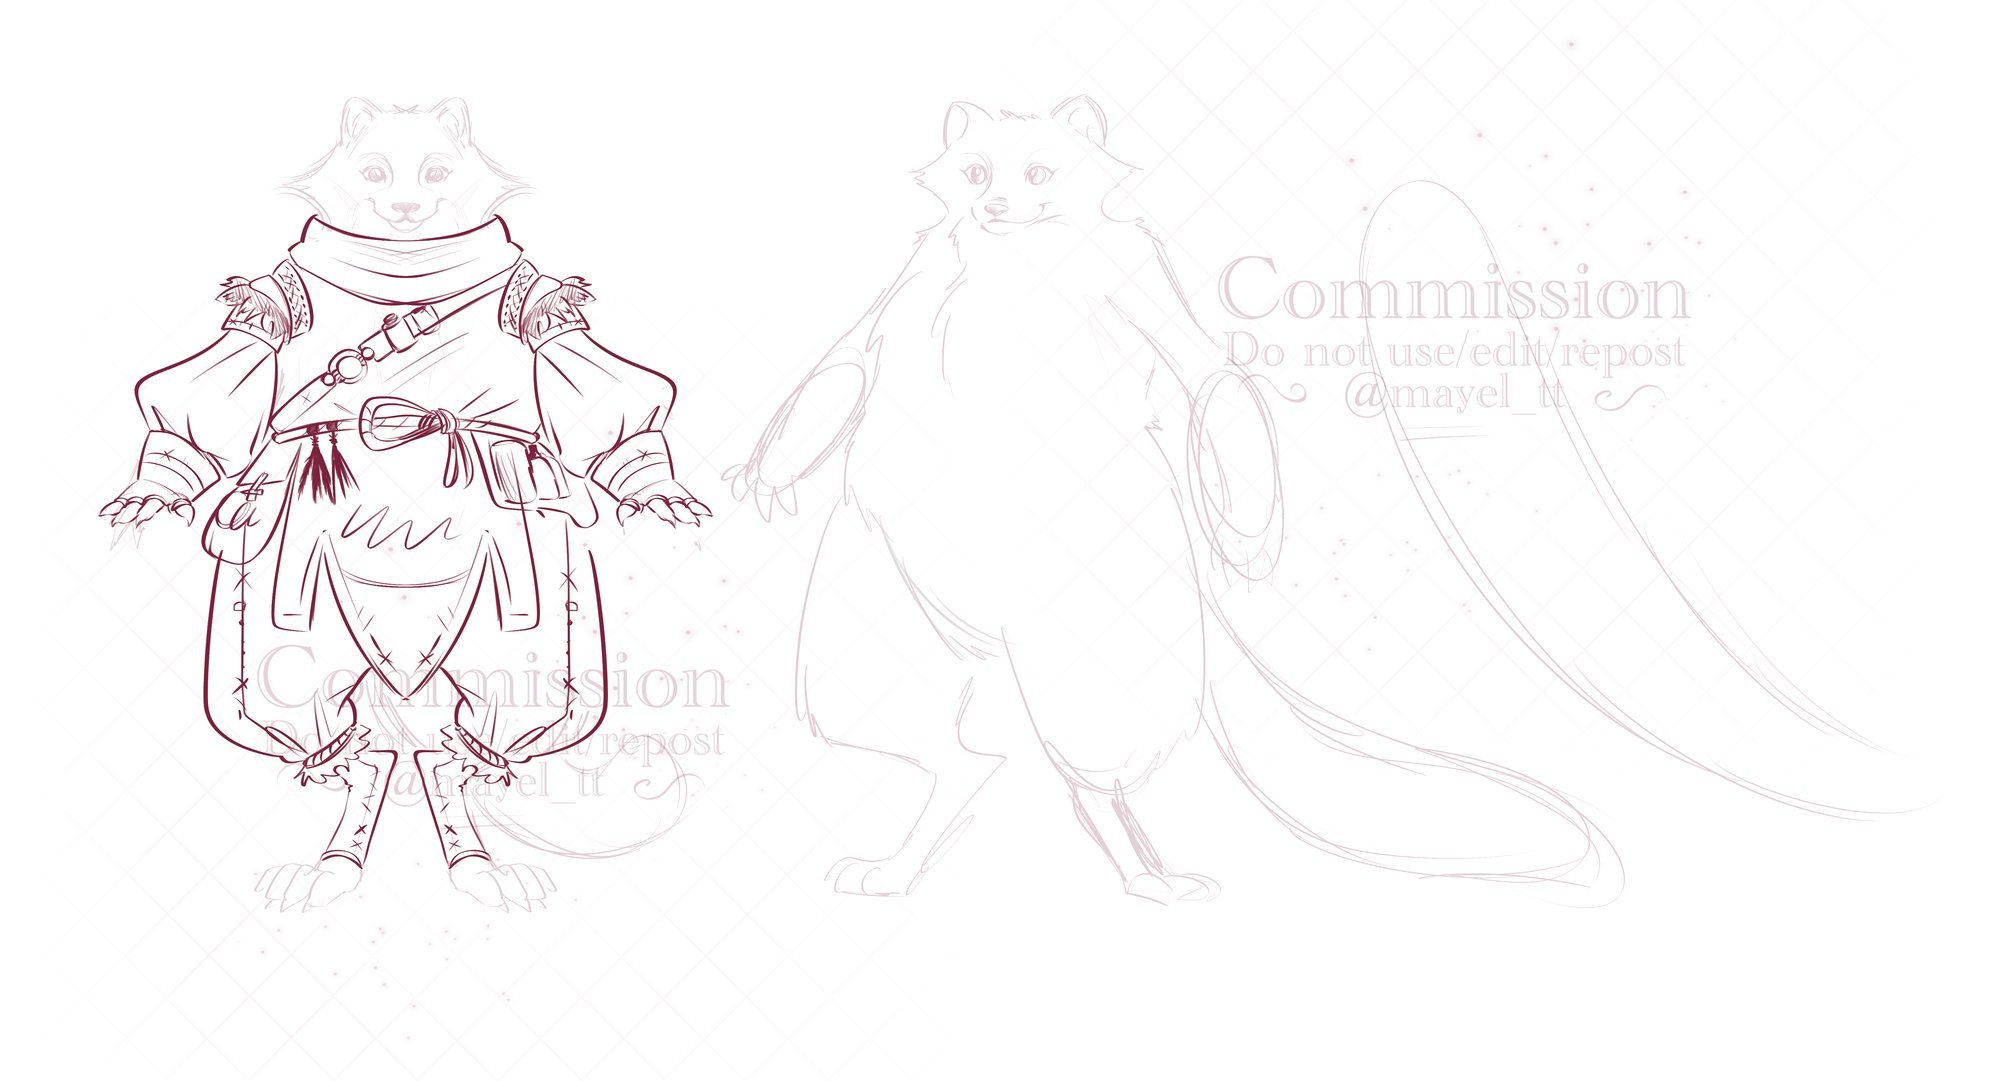 Commission
Do not use/edit/repost
@mayel_tt
Commission
Do not use/edit/repost
@mayel_tt